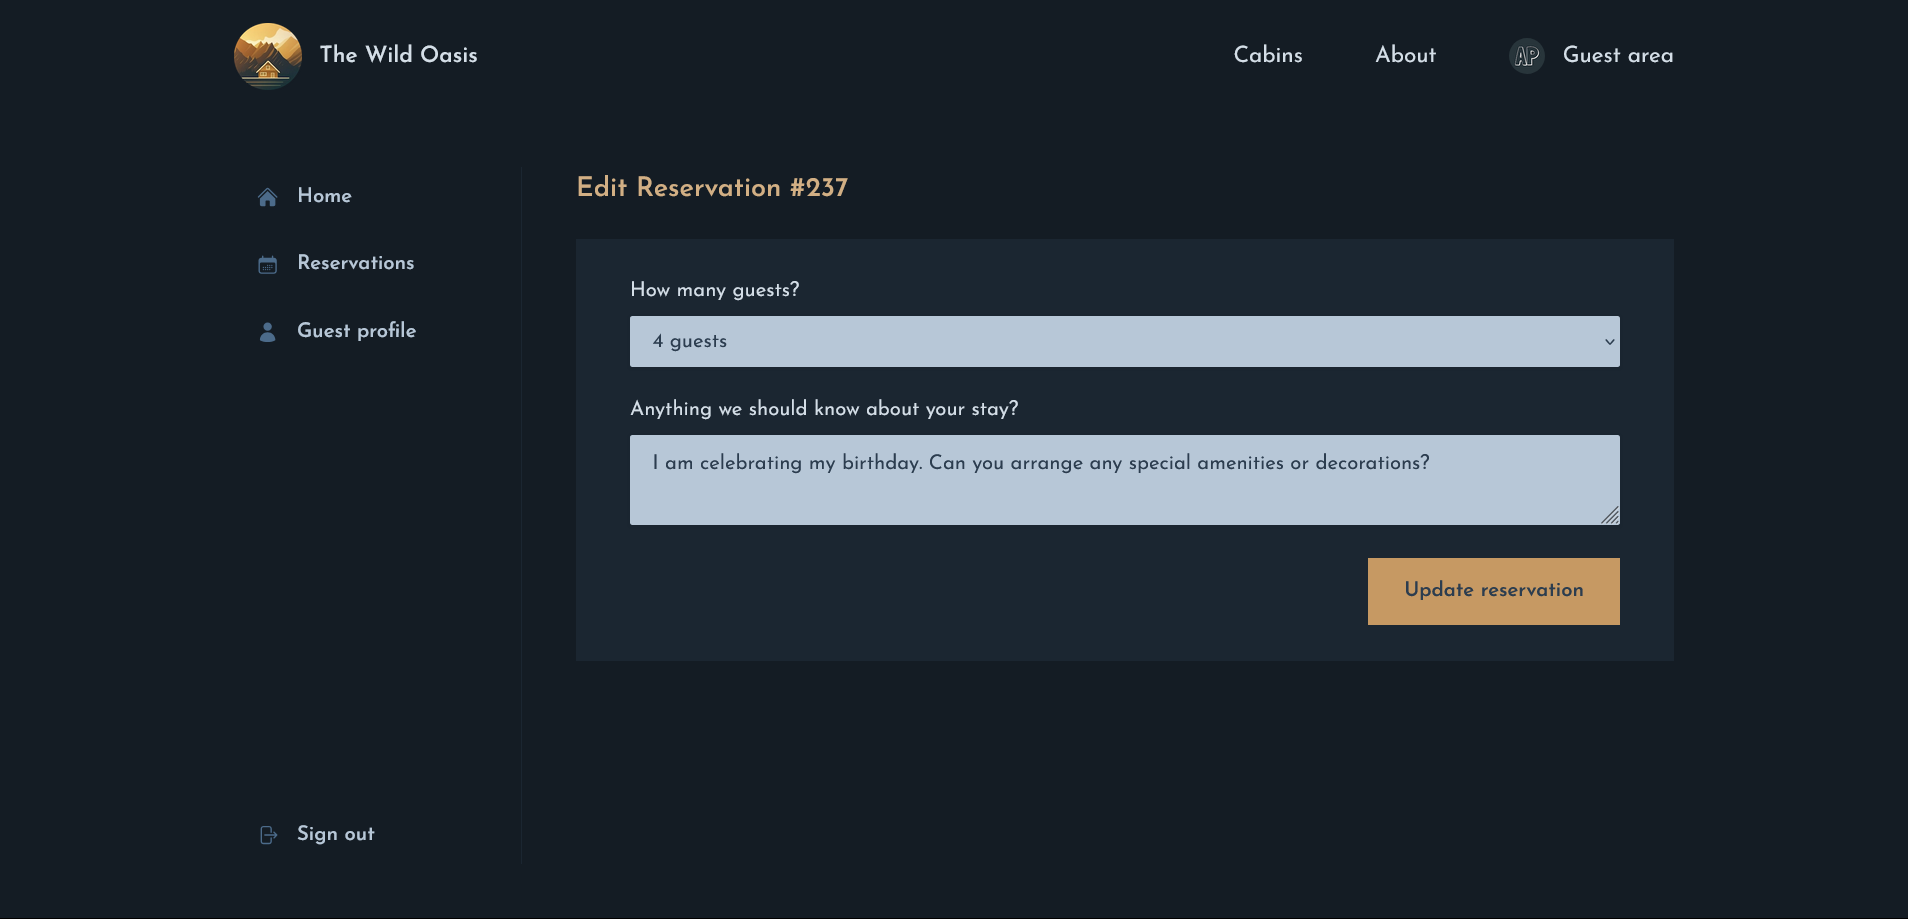 The Wild Oasis
Cabins
About
AP
Guest area
Home
Reservations
Guest profile
Sign out
Edit Reservation #237
How many guests?
4 guests
Anything we should know about your stay?
I am celebrating my birthday. Can you arrange any special amenities or decorations?
Update reservation